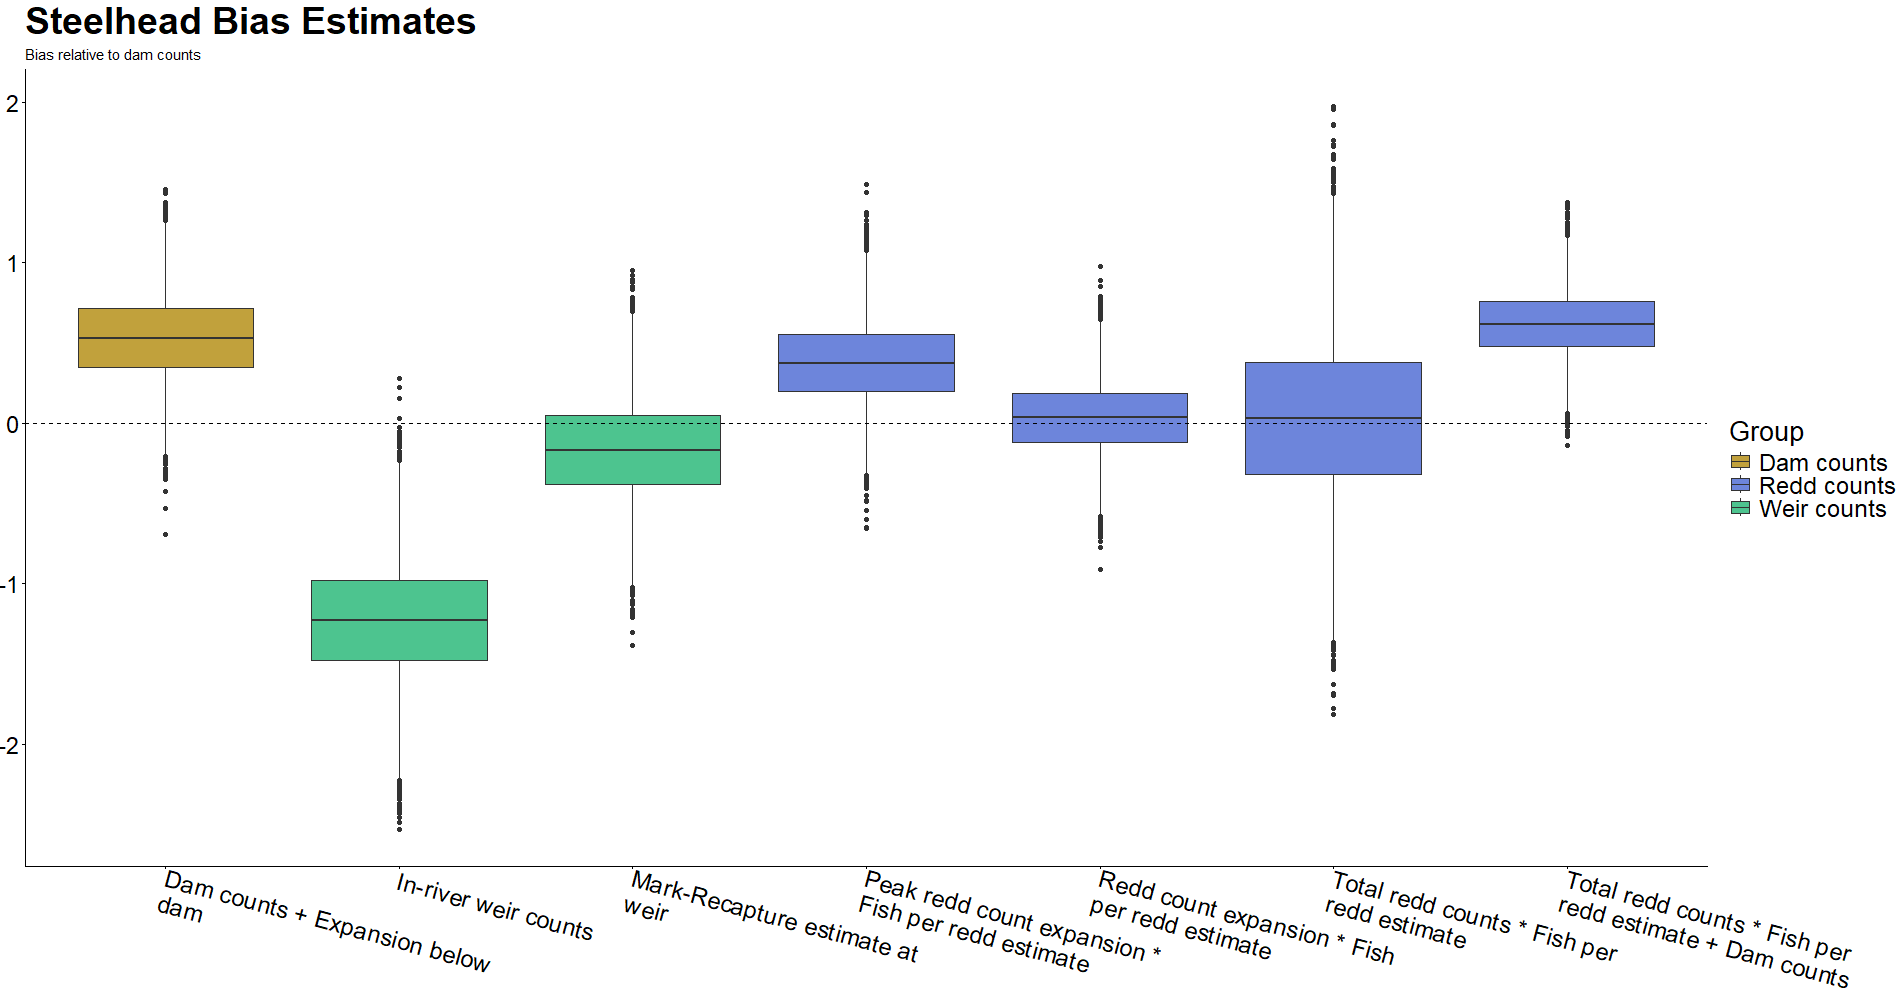 Steelhead Bias Estimates
Bias relative to dam counts
2
1
0
-1
-2
Dam counts + Expansion below
dam
In-river weir counts
Mark-Recapture estimate at
weir
Peak redd count expansion *
Fish per redd estimate
Redd count expansion * Fish
per redd estimate
Total redd counts * Fish per
redd estimate
Total redd counts * Fish per
redd estimate + Dam counts
Group
Dam counts
Redd counts
Weir counts